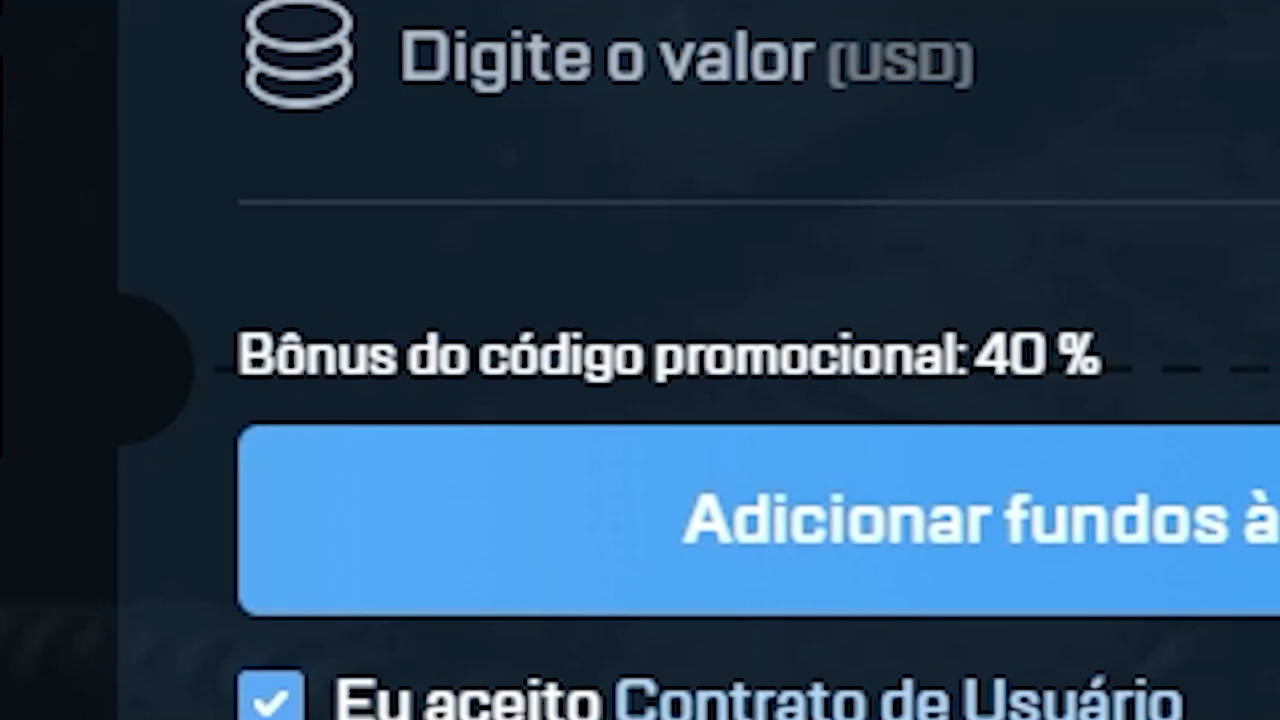 Digite o valor (USD)
Bônus do código promocional: 40 %
Adicionar fundos à
Eu aceito Contrato de Usuário